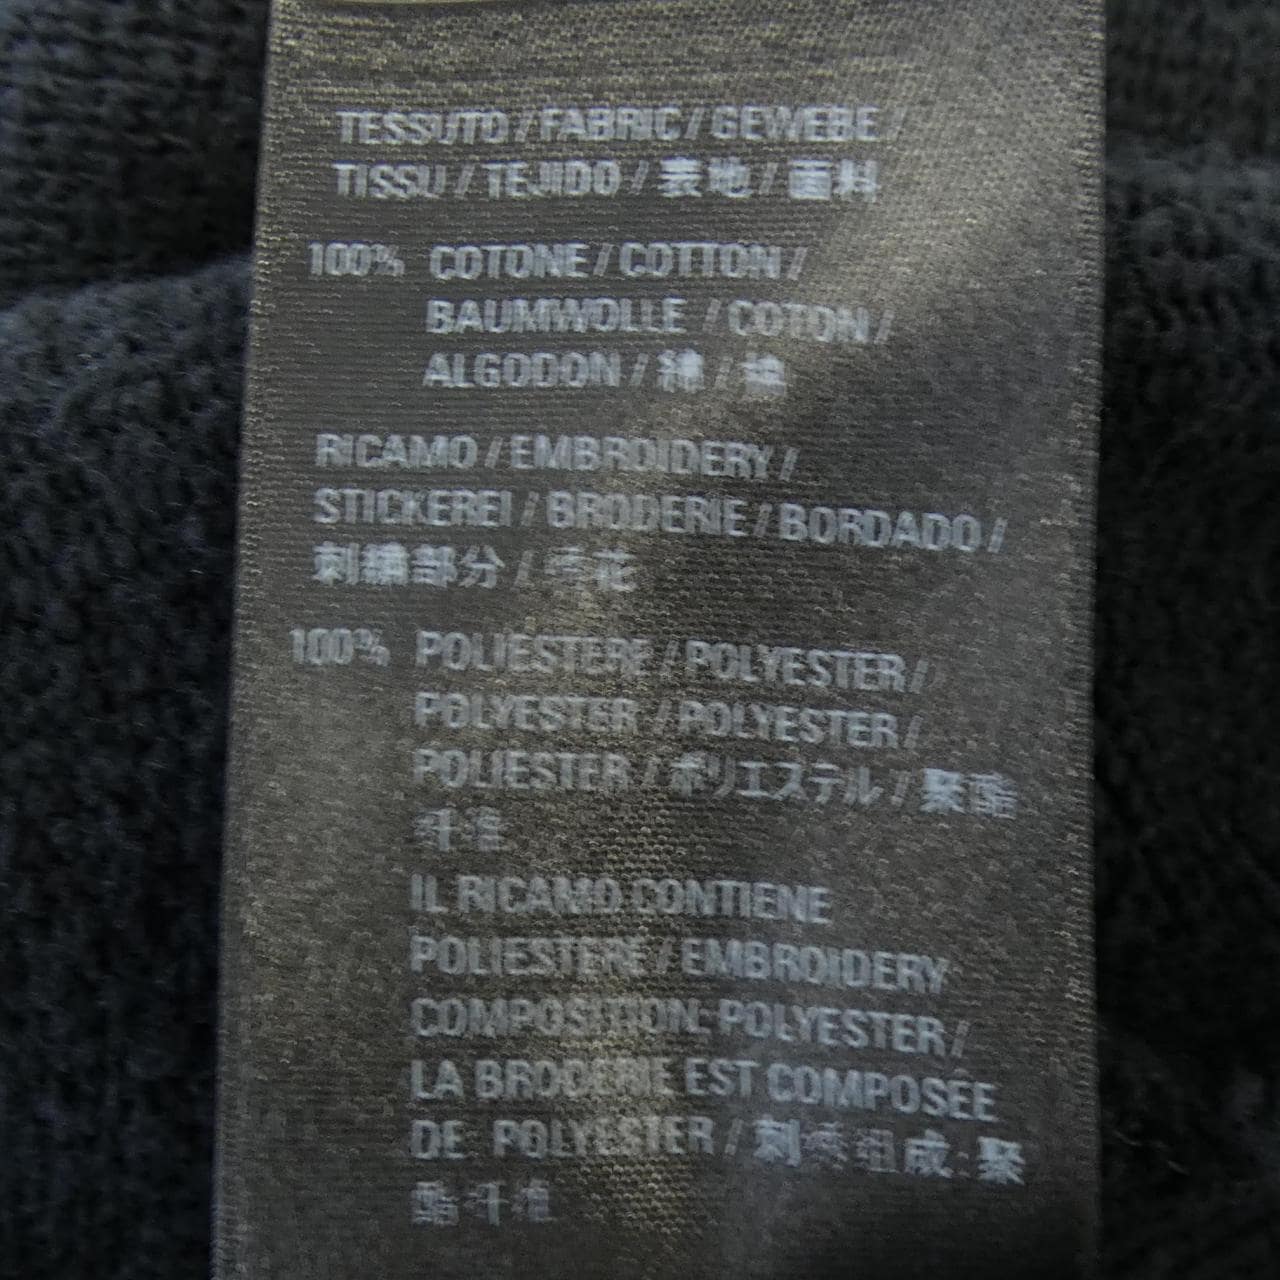 TESSUTO / FABRIC / GEWEBE /
TISSU / TEJIDO / 表地 / 面料
100% COTONE / COTTON /
BAUMWOLLE / COTON /
ALGODON / 綿 / 棉
RICAMO / EMBROIDERY /
STICKEREI / BRODERIE / BORDADO /
刺繍部分 / 绣花
100% POLIESTERE / POLYESTER /
POLYESTER / POLYESTER /
POLIESTER / ポリエステル / 聚酯
纤维
IL RICAMO CONTIENE
POLIESTERE / EMBROIDERY
COMPOSITION: POLYESTER /
LA BRODERIE EST COMPOSÉE
DE: POLYESTER / 刺绣组成: 聚
酯纤维